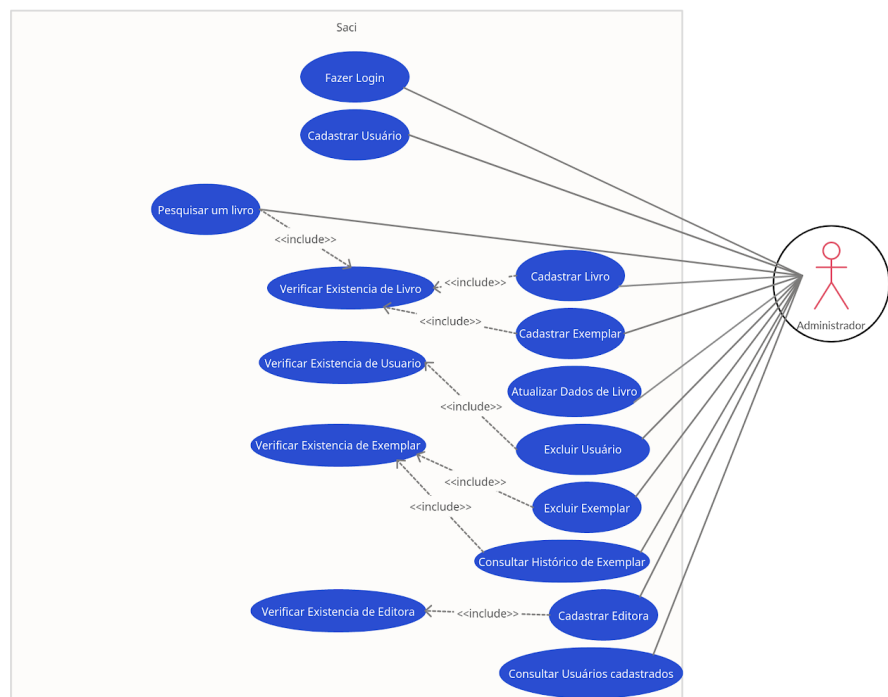 Saci
Fazer Login
Cadastrar Usuário
Pesquisar um livro
<<include>>
Cadastrar Livro
<<include>>
Verificar Existencia de Livro
<<include>>
Cadastrar Exemplar
Administrador
Verificar Existencia de Usuario
Atualizar Dados de Livro
<<include>>
Verificar Existencia de Exemplar
Excluir Usuário
<<include>>
Excluir Exemplar
<<include>>
Consultar Histórico de Exemplar
Verificar Existencia de Editora
<<include>>
Cadastrar Editora
Consultar Usuários cadastrados